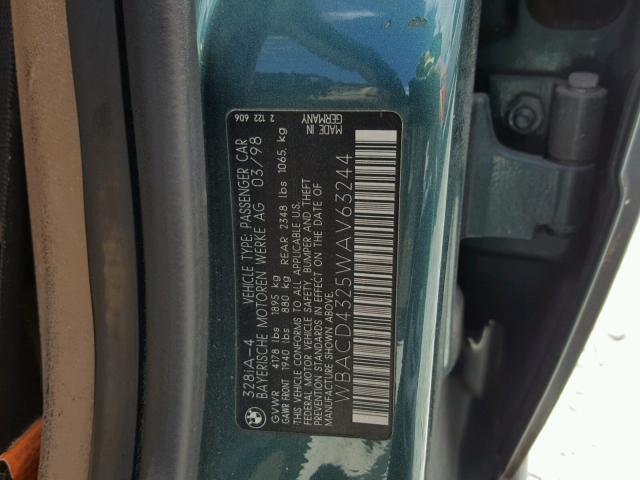 328iA-4 VEHICLE TYPE: PASSENGER CAR
BAYERISCHE MOTOREN WERKE AG 03/98
GVWR 4178 lbs 1895 kg
GAWR FRONT 1940 lbs 880 kg REAR 2348 lbs 1065 kg
THIS VEHICLE CONFORMS TO ALL APPLICABLE U.S.
FEDERAL MOTOR VEHICLE SAFETY, BUMPER AND THEFT
PREVENTION STANDARDS IN EFFECT ON THE DATE OF
MANUFACTURE SHOWN ABOVE.
WBACD4325WAV63244
2 122 606
MADE IN
GERMANY